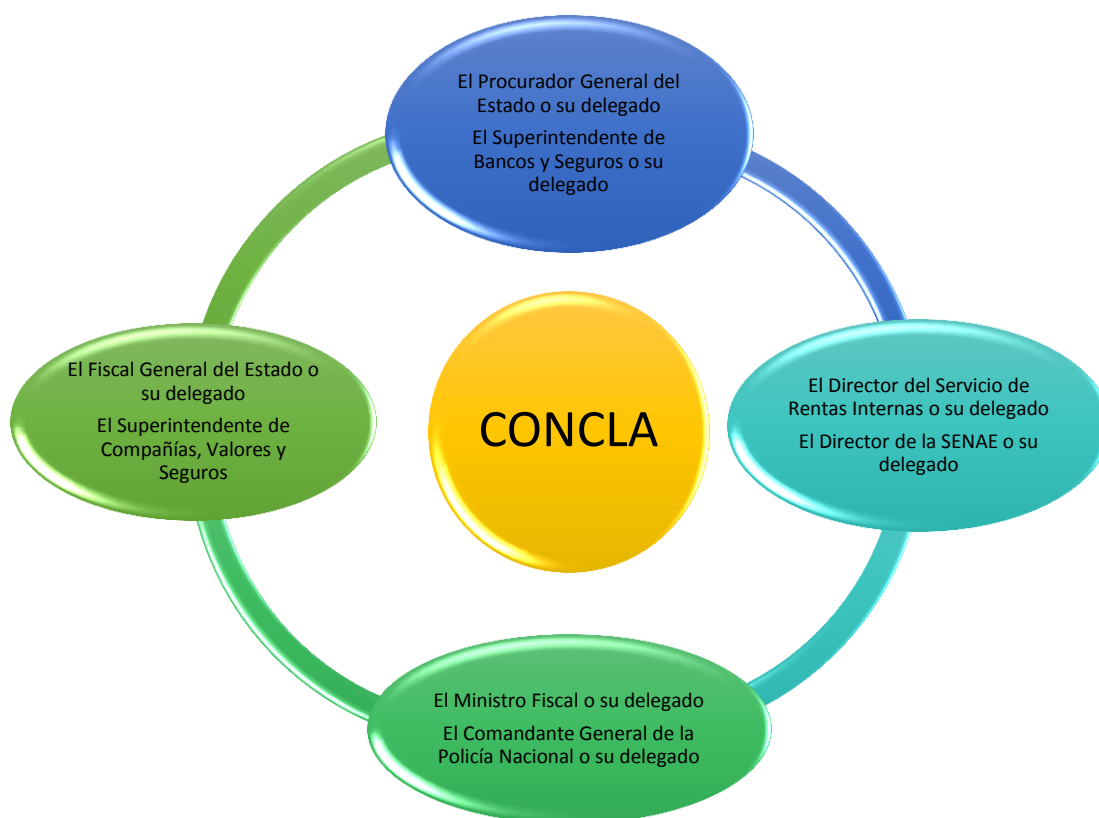 El Procurador General del
Estado o su delegado
El Superintendente de
Bancos y Seguros o su
delegado
El Fiscal General del Estado o
su delegado
El Superintendente de
Compañías, Valores y
Seguros
CONCLA
El Director del Servicio de
Rentas Internas o su delegado
El Director de la SENAE o su
delegado
El Ministro Fiscal o su delegado
El Comandante General de la
Policía Nacional o su delegado